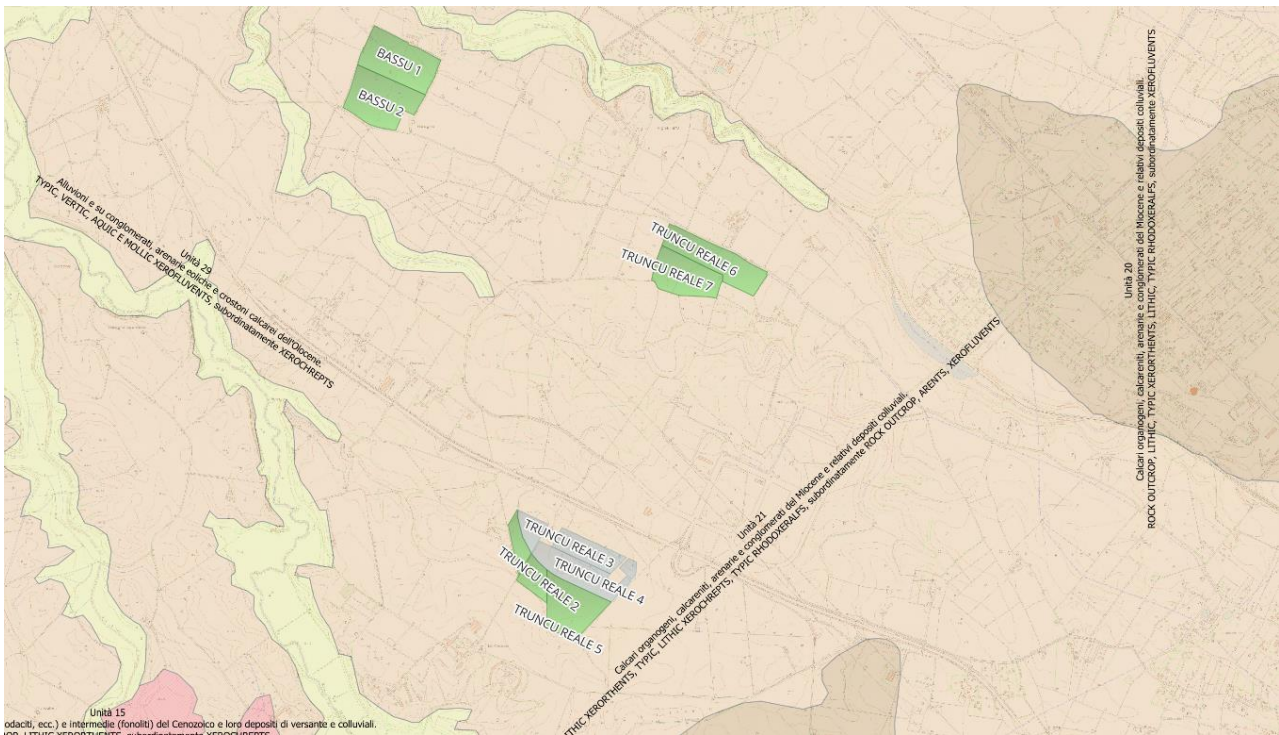 BASSU 1
BASSU 2
TRUNCU REALE 6
TRUNCU REALE 7
Unità 29
Alluvioni e su conglomerati, arenarie eoliche e crostoni calcarei dell'Olocene.
TYPIC, VERTIC, AQUIC E MOLLIC XEROFLUVENTS, subordinatamente XEROCHREPTS
Unità 20
Calcari organogeni, calcareniti, arenarie e conglomerati del Miocene e relativi depositi colluviali.
ROCK OUTCROP, LITHIC, TYPIC XERORTHENTS, LITHIC, TYPIC RHODOXERALFS, subordinatamente XEROFLUVENTS
Unità 21
Calcari organogeni, calcareniti, arenarie e conglomerati del Miocene e relativi depositi colluviali.
THIC XERORTHENTS, TYPIC, LITHIC XEROCHREPTS, TYPIC RHODOXERALFS, subordinatamente ROCK OUTCROP, ARENTS, XEROFLUVENTS
TRUNCU REALE 3
TRUNCU REALE 4
TRUNCU REALE 2
TRUNCU REALE 5
Unità 15
odaciti, ecc.) e intermedie (fonoliti) del Cenozoico e loro depositi di versante e colluviali.
OP, LITHIC XERORTHENTS, subordinatamente XEROCHREPTS